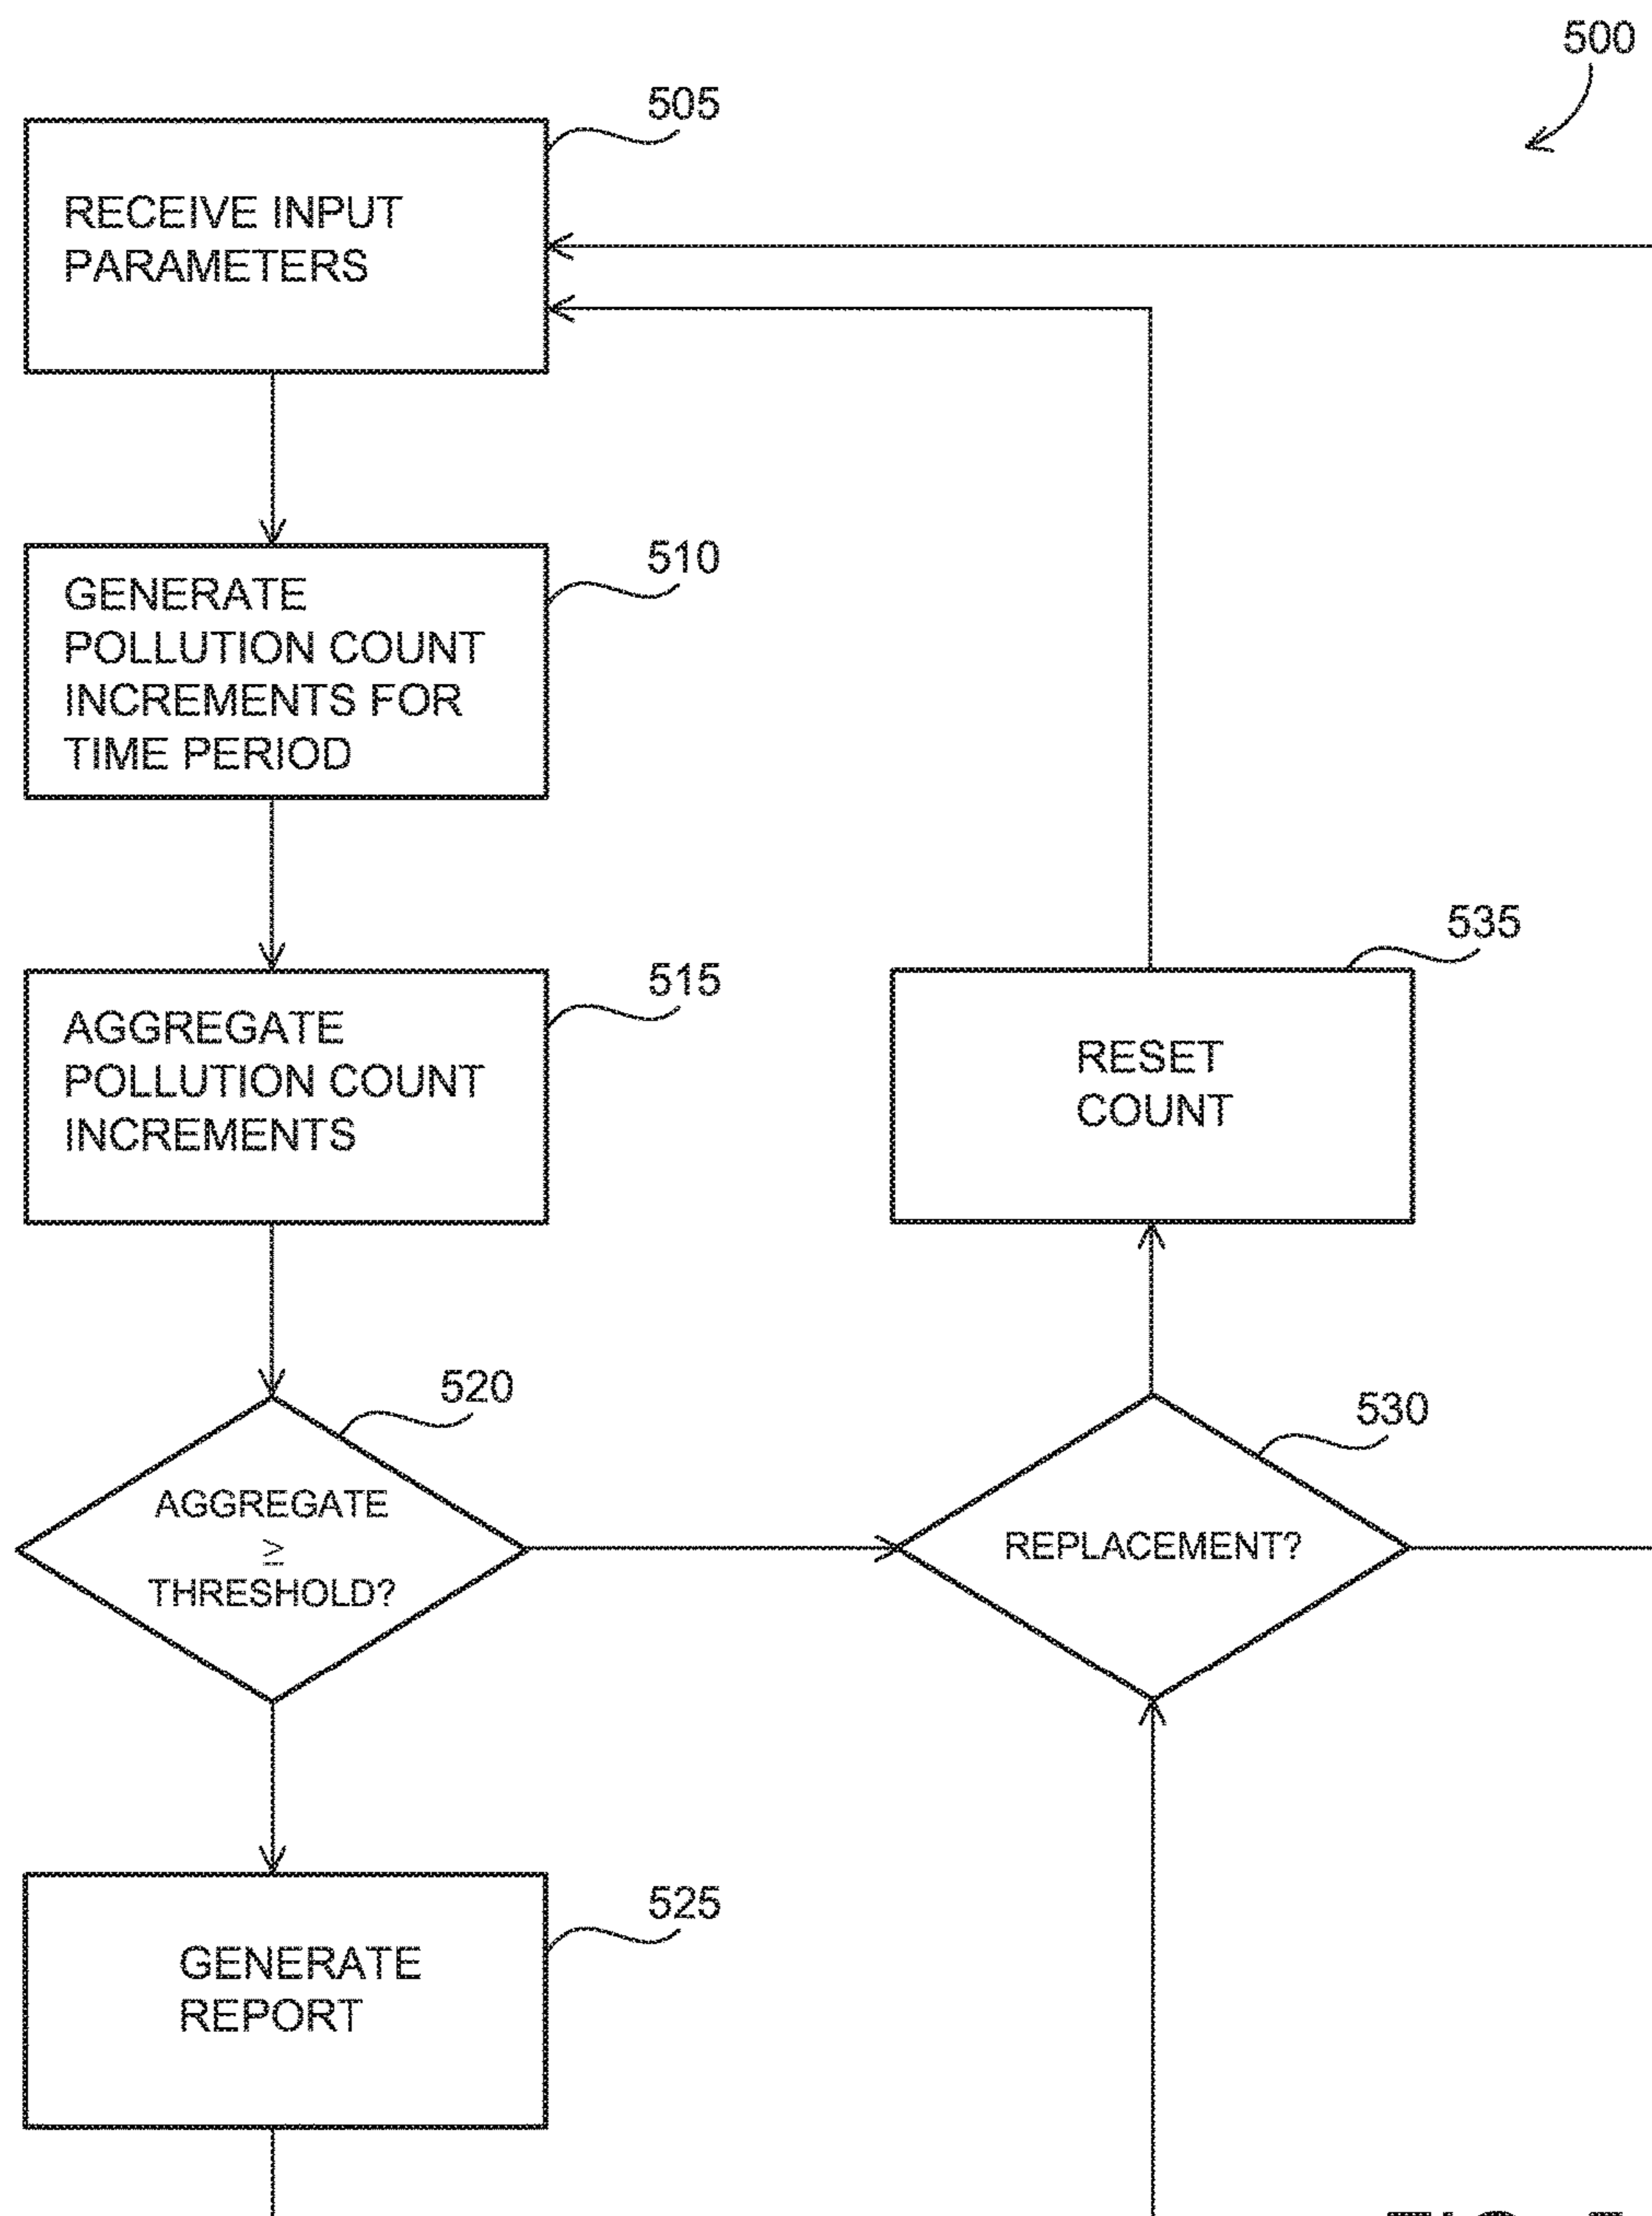 500
505
RECEIVE INPUT
PARAMETERS
510
GENERATE
POLLUTION COUNT
INCREMENTS FOR
TIME PERIOD
515
AGGREGATE
POLLUTION COUNT
INCREMENTS
535
RESET
COUNT
520
AGGREGATE
≥
THRESHOLD?
530
REPLACEMENT?
525
GENERATE
REPORT